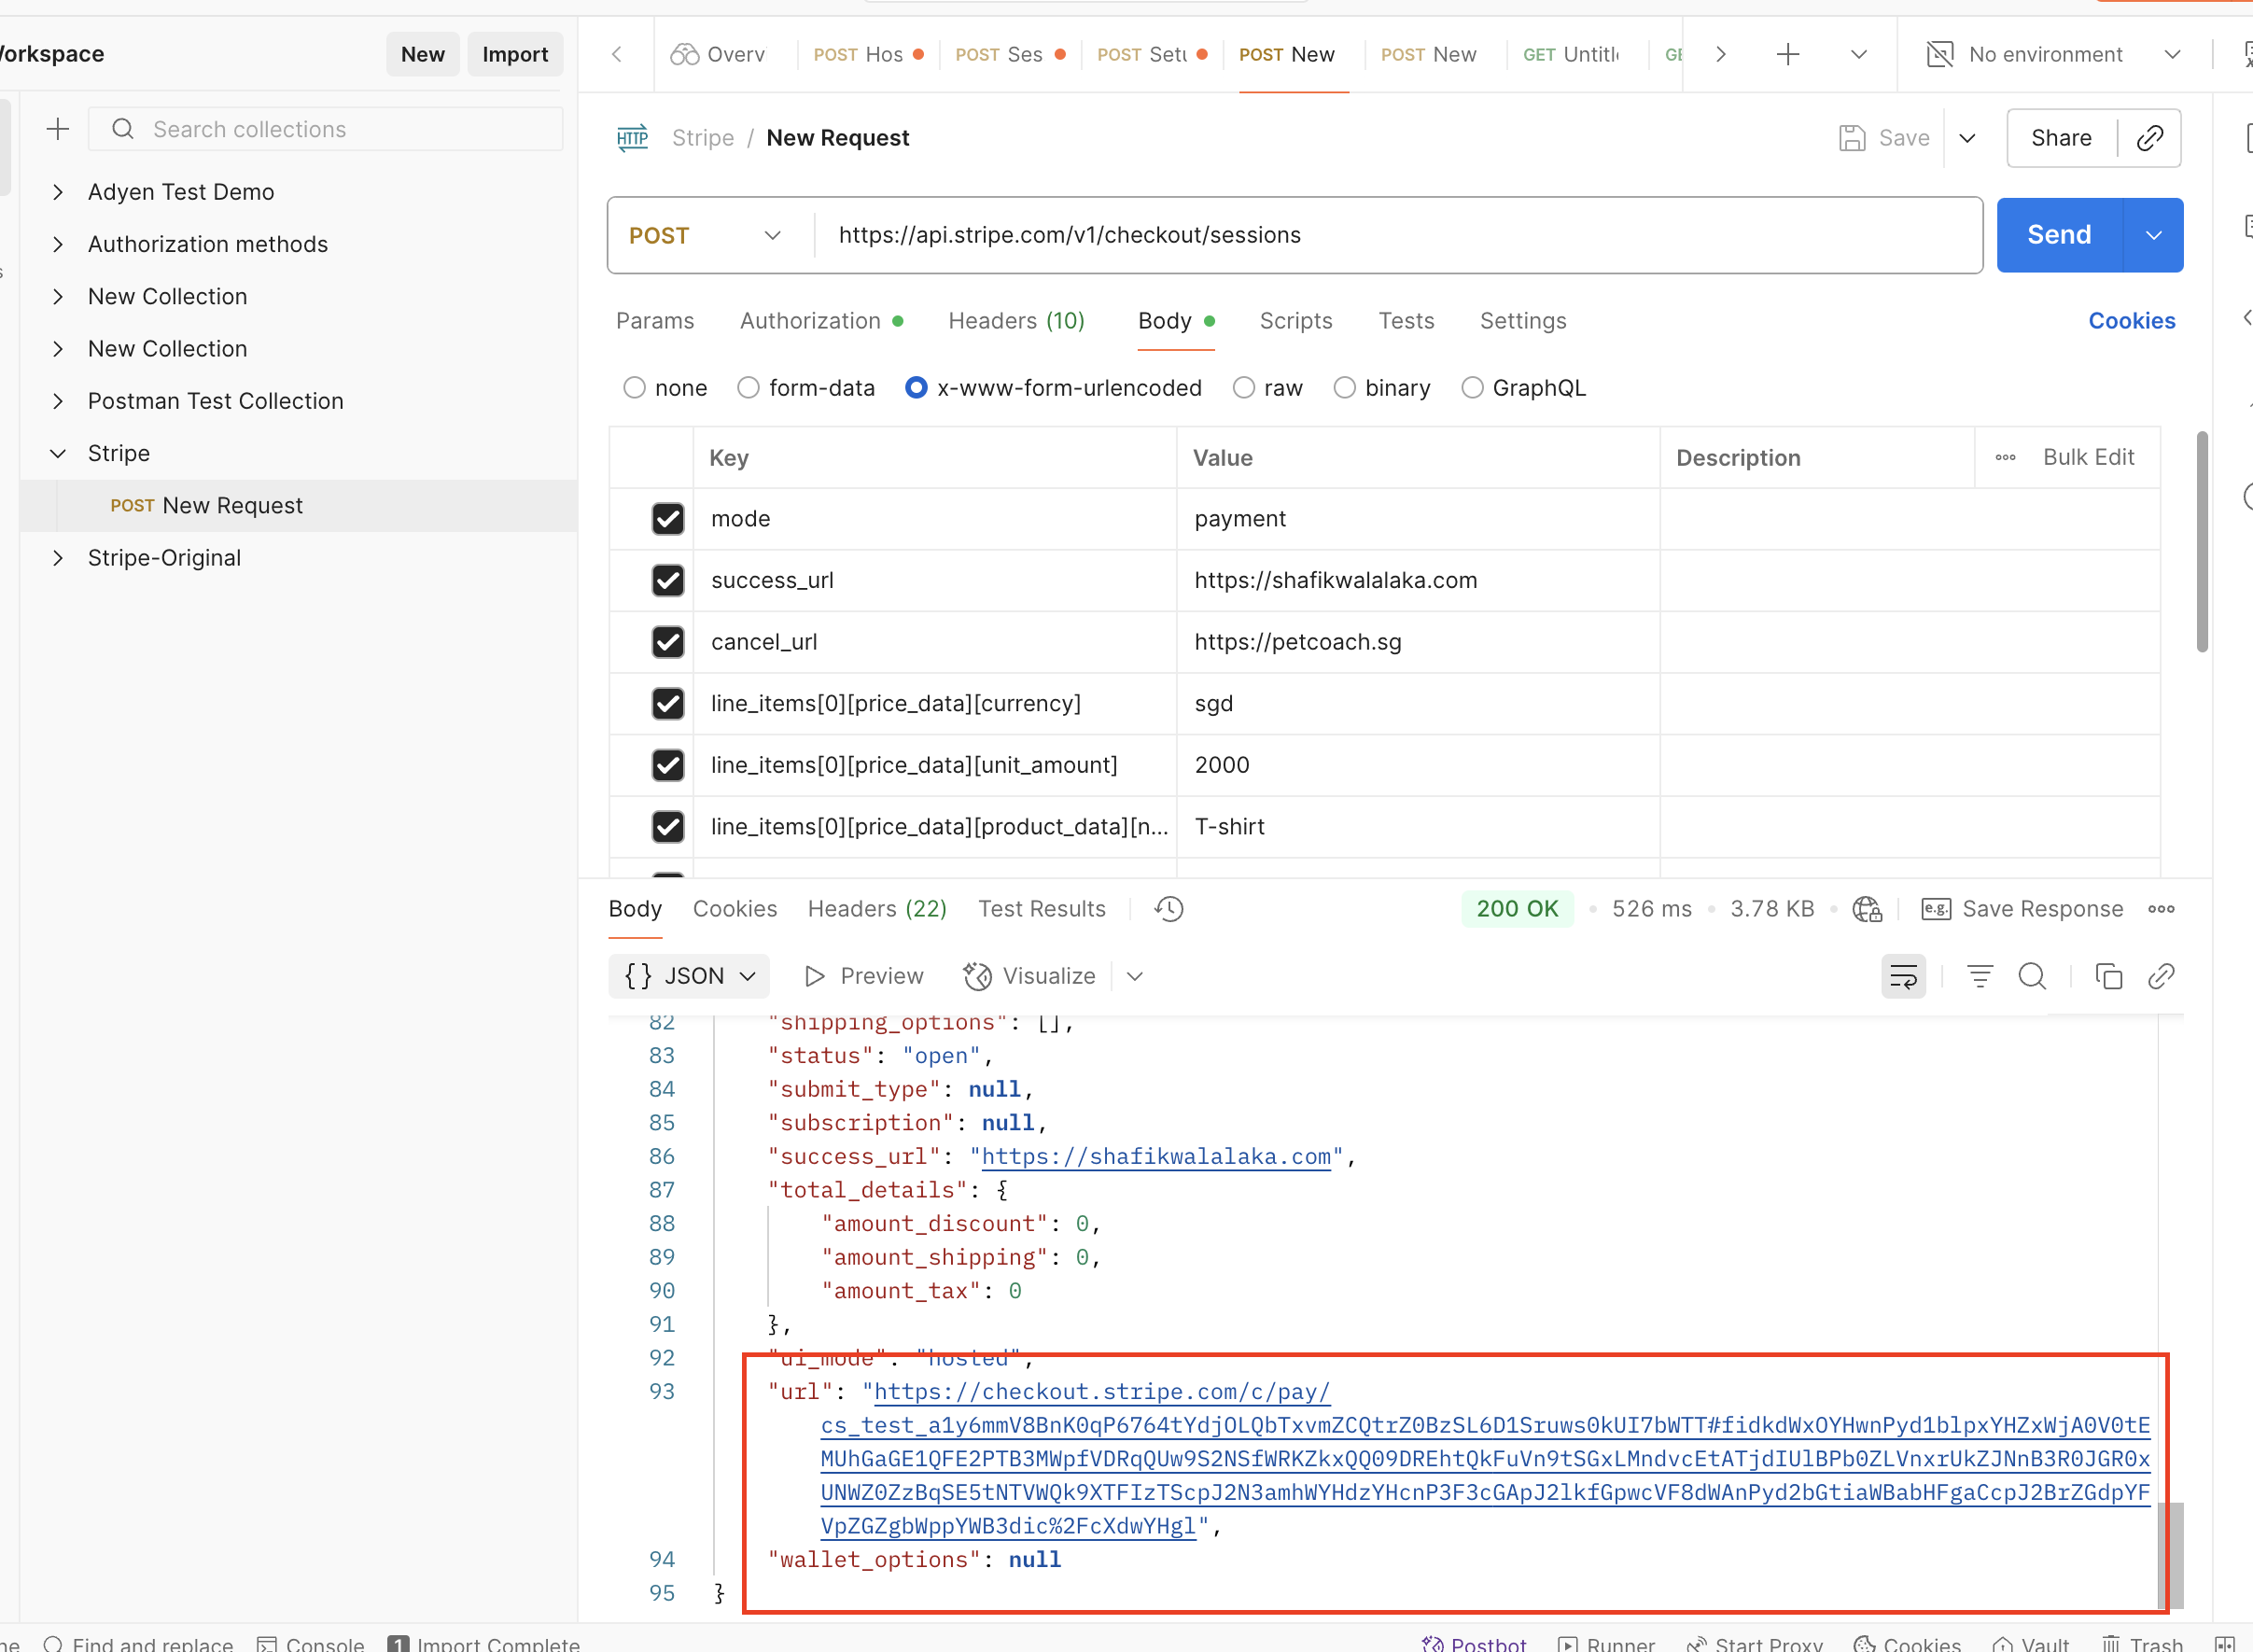 New
Import
Overv
POST Hos
POST Ses
POST Setu
POST New
POST New
GET Untitl
No environment
Search collections
Stripe / New Request
Save
Share
Adyen Test Demo
Authorization methods
POST
https://api.stripe.com/v1/checkout/sessions
Send
New Collection
New Collection
Params
Authorization
Headers (10)
Body
Scripts
Tests
Settings
Cookies
Postman Test Collection
none
form-data
x-www-form-urlencoded
raw
binary
GraphQL
Stripe
Key
Value
Description
Bulk Edit
POST New Request
mode
payment
Stripe-Original
success_url
https://shafikwalalaka.com
cancel_url
https://petcoach.sg
line_items[0][price_data][currency]
sgd
line_items[0][price_data][unit_amount]
2000
line_items[0][price_data][product_data][n...
T-shirt
Body
Cookies
Headers (22)
Test Results
200 OK
526 ms
3.78 KB
e.g.
Save Response
{} JSON
Preview
Visualize
82 "shipping_options": [],
83 "status": "open",
84 "submit_type": null,
85 "subscription": null,
86 "success_url": "https://shafikwalalaka.com",
87 "total_details": {
88 "amount_discount": 0,
89 "amount_shipping": 0,
90 "amount_tax": 0
91 },
92 "ui_mode": "hosted",
93 "url": "https://checkout.stripe.com/c/pay/
cs_test_a1y6mmV8BnK0qP6764tYdjOLQbTxvmZCQtrZ0BzSL6D1Sruws0kUI7bWTT#fidkdWxOYHwnPyd1blpxYHZxWjA0V0tE
MUhGaGE1QFE2PTB3MWpfVDRqQUw9S2NSfWRKZkxQQ09DREhtQkFuVn9tSGxLMndvcEtATjdIUlBPb0ZLVnxrUkZJNnB3R0JGR0x
UNWZ0ZzBqSE5tNTVWQk9XTFIzTScpJ2N3amhWYHdzYHcnP3F3cGApJ2lkfGpwcVF8dWAnPyd2bGtiaWBabHFgaCcpJ2BrZGdpYF
VpZGZgbWppYWB3dic%2FcXdwYHgl",
94 "wallet_options": null
95 }
Find and replace
Console
1 Import Complete
Postbot
Runner
Start Proxy
Cookies
Vault
Trash